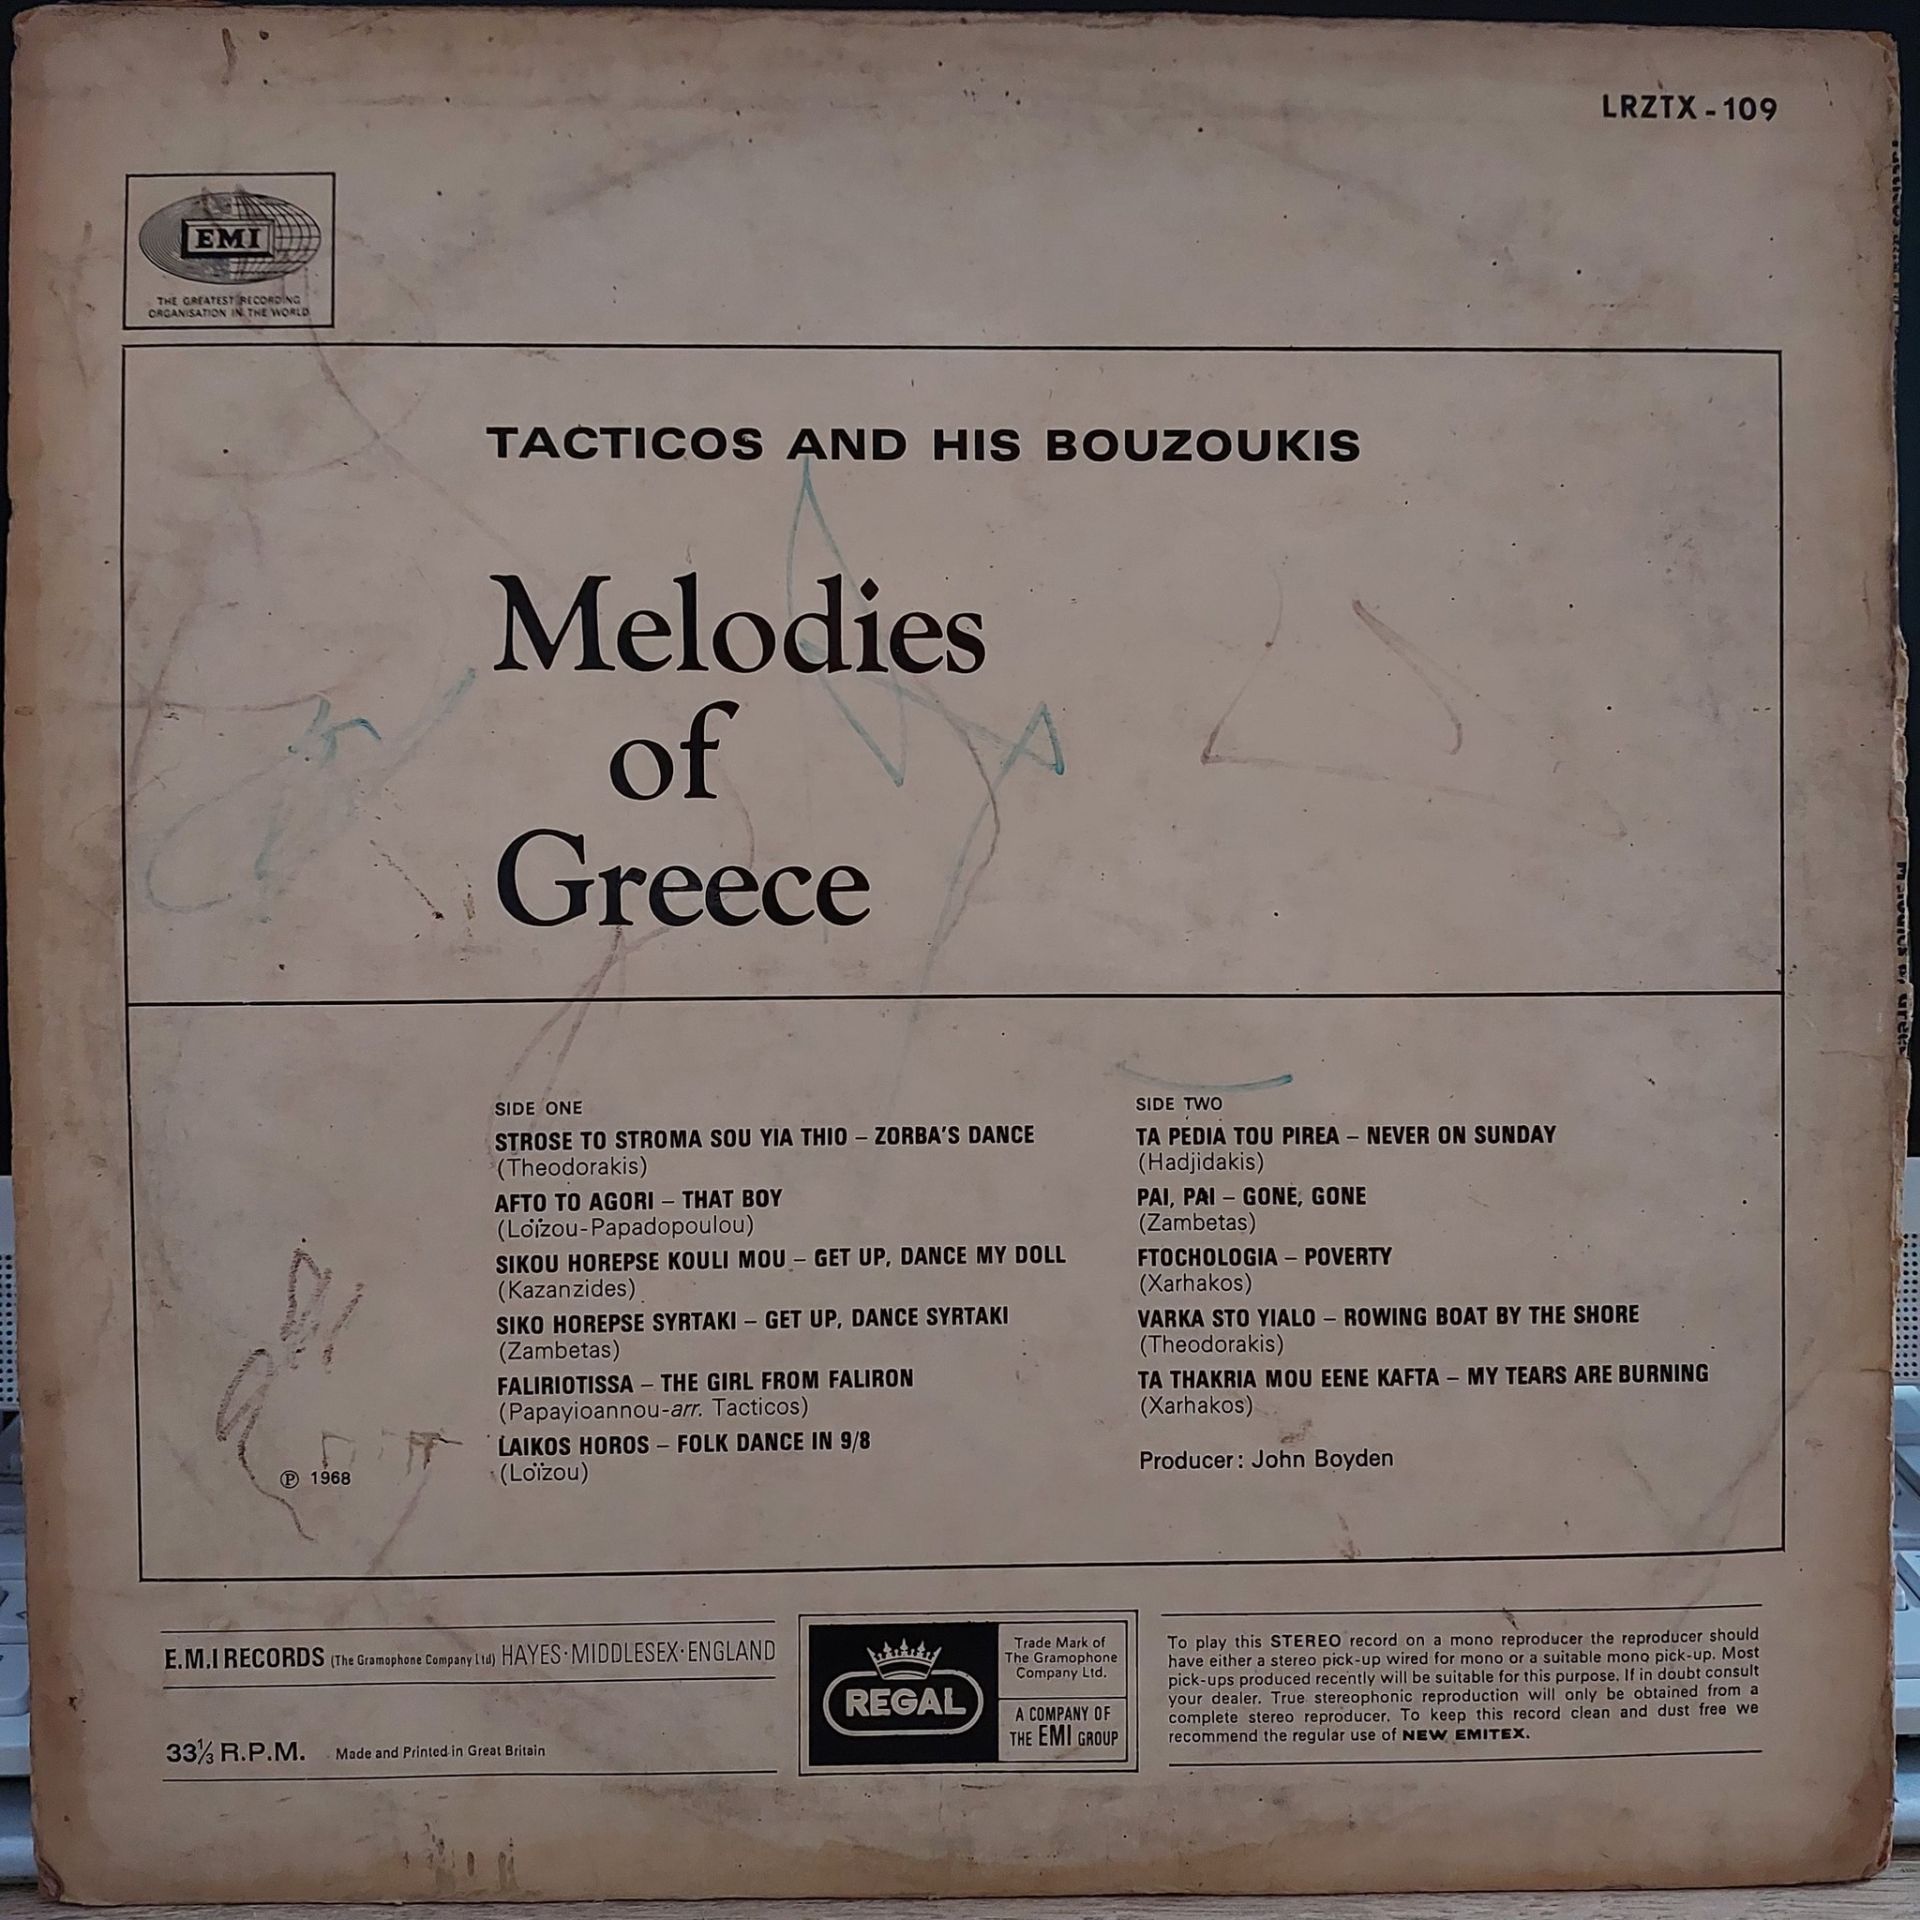 LRZTX - 109
EMI
THE GREATEST RECORDING
ORGANISATION IN THE WORLD
TACTICOS AND HIS BOUZOUKIS
Melodies
of
Greece
SIDE ONE
STROSE TO STROMA SOU YIA THIO – ZORBA'S DANCE
(Theodorakis)
AFTO TO AGORI – THAT BOY
(Loïzou-Papadopoulou)
SIKOU HOREPSE KOULI MOU – GET UP, DANCE MY DOLL
(Kazanzides)
SIKO HOREPSE SYRTAKI – GET UP, DANCE SYRTAKI
(Zambetas)
FALIRIOTISSA – THE GIRL FROM FALIRON
(Papayioannou-arr. Tacticos)
LAIKOS HOROS – FOLK DANCE IN 9/8
(Loïzou)
SIDE TWO
TA PEDIA TOU PIREA – NEVER ON SUNDAY
(Hadjidakis)
PAI, PAI – GONE, GONE
(Zambetas)
FTOCHOLOGIA – POVERTY
(Xarhakos)
VARKA STO YIALO – ROWING BOAT BY THE SHORE
(Theodorakis)
TA THAKRIA MOU EENE KAFTA – MY TEARS ARE BURNING
(Xarhakos)
Producer: John Boyden
℗ 1968
E.M.I RECORDS (The Gramophone Company Ltd) HAYES·MIDDLESEX·ENGLAND
33⅓ R.P.M. Made and Printed in Great Britain
REGAL
Trade Mark of
The Gramophone
Company Ltd.
A COMPANY OF
THE EMI GROUP
To play this STEREO record on a mono reproducer the reproducer should
have either a stereo pick-up wired for mono or a suitable mono pick-up. Most
pick-ups produced recently will be suitable for this purpose. If in doubt consult
your dealer. True stereophonic reproduction will only be obtained from a
complete stereo reproducer. To keep this record clean and dust free we
recommend the regular use of NEW EMITEX.